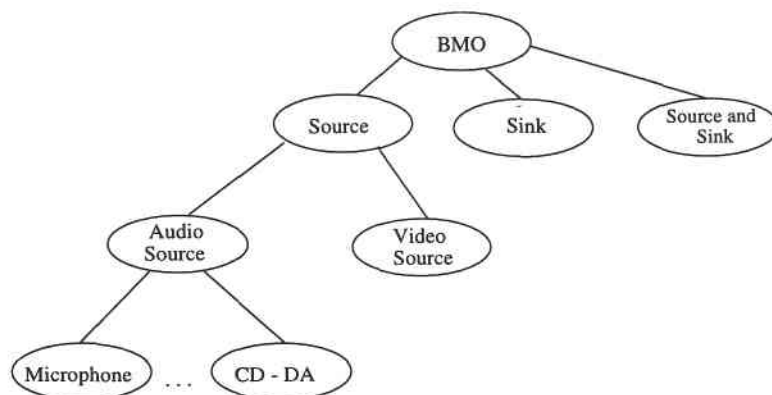 BMO
Source
Sink
Source and
Sink
Audio
Source
Video
Source
Microphone
. . .
CD - DA